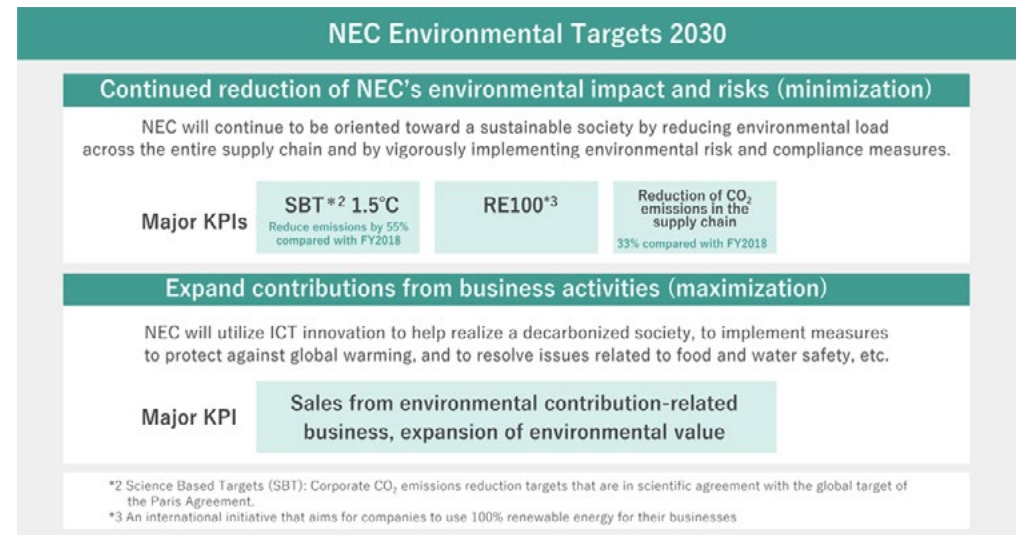 NEC Environmental Targets 2030
Continued reduction of NEC's environmental impact and risks (minimization)
NEC will continue to be oriented toward a sustainable society by reducing environmental load
across the entire supply chain and by vigorously implementing environmental risk and compliance measures.
Major KPIs
SBT*2 1.5℃
Reduce emissions by 55%
compared with FY2018
RE100*3
Reduction of CO₂
emissions in the
supply chain
33% compared with FY2018
Expand contributions from business activities (maximization)
NEC will utilize ICT innovation to help realize a decarbonized society, to implement measures
to protect against global warming, and to resolve issues related to food and water safety, etc.
Major KPI
Sales from environmental contribution-related
business, expansion of environmental value
*2 Science Based Targets (SBT): Corporate CO₂ emissions reduction targets that are in scientific agreement with the global target of
the Paris Agreement.
*3 An international initiative that aims for companies to use 100% renewable energy for their businesses